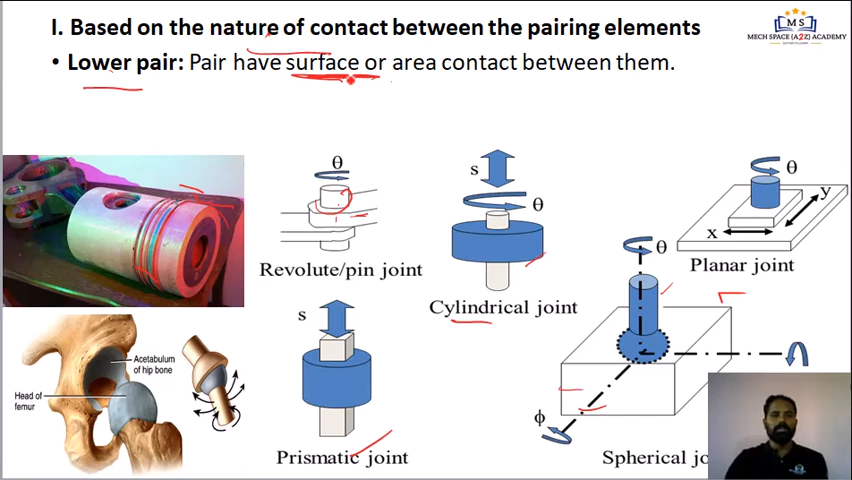 I. Based on the nature of contact between the pairing elements
• Lower pair: Pair have surface or area contact between them.
M S
MECH SPACE (A2Z) ACADEMY
θ
Revolute/pin joint
s
θ
Cylindrical joint
θ
y
x
Planar joint
Acetabulum
of hip bone
Head of
femur
s
Prismatic joint
θ
ϕ
Spherical jo